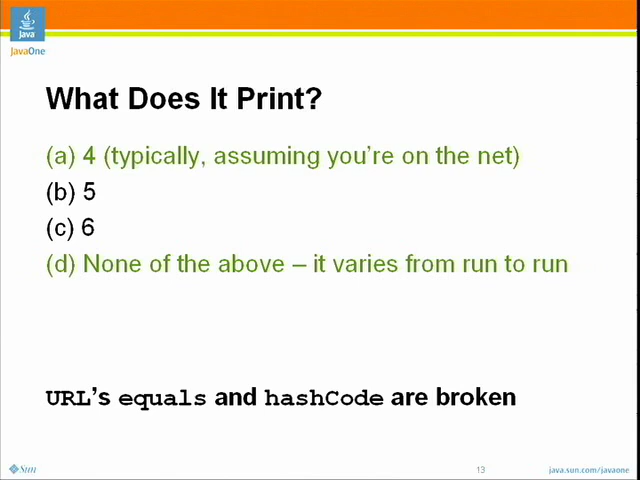 Java
JavaOne
What Does It Print?
(a) 4 (typically, assuming you’re on the net)
(b) 5
(c) 6
(d) None of the above – it varies from run to run
URL’s equals and hashCode are broken
Sun
13
java.sun.com/javaone